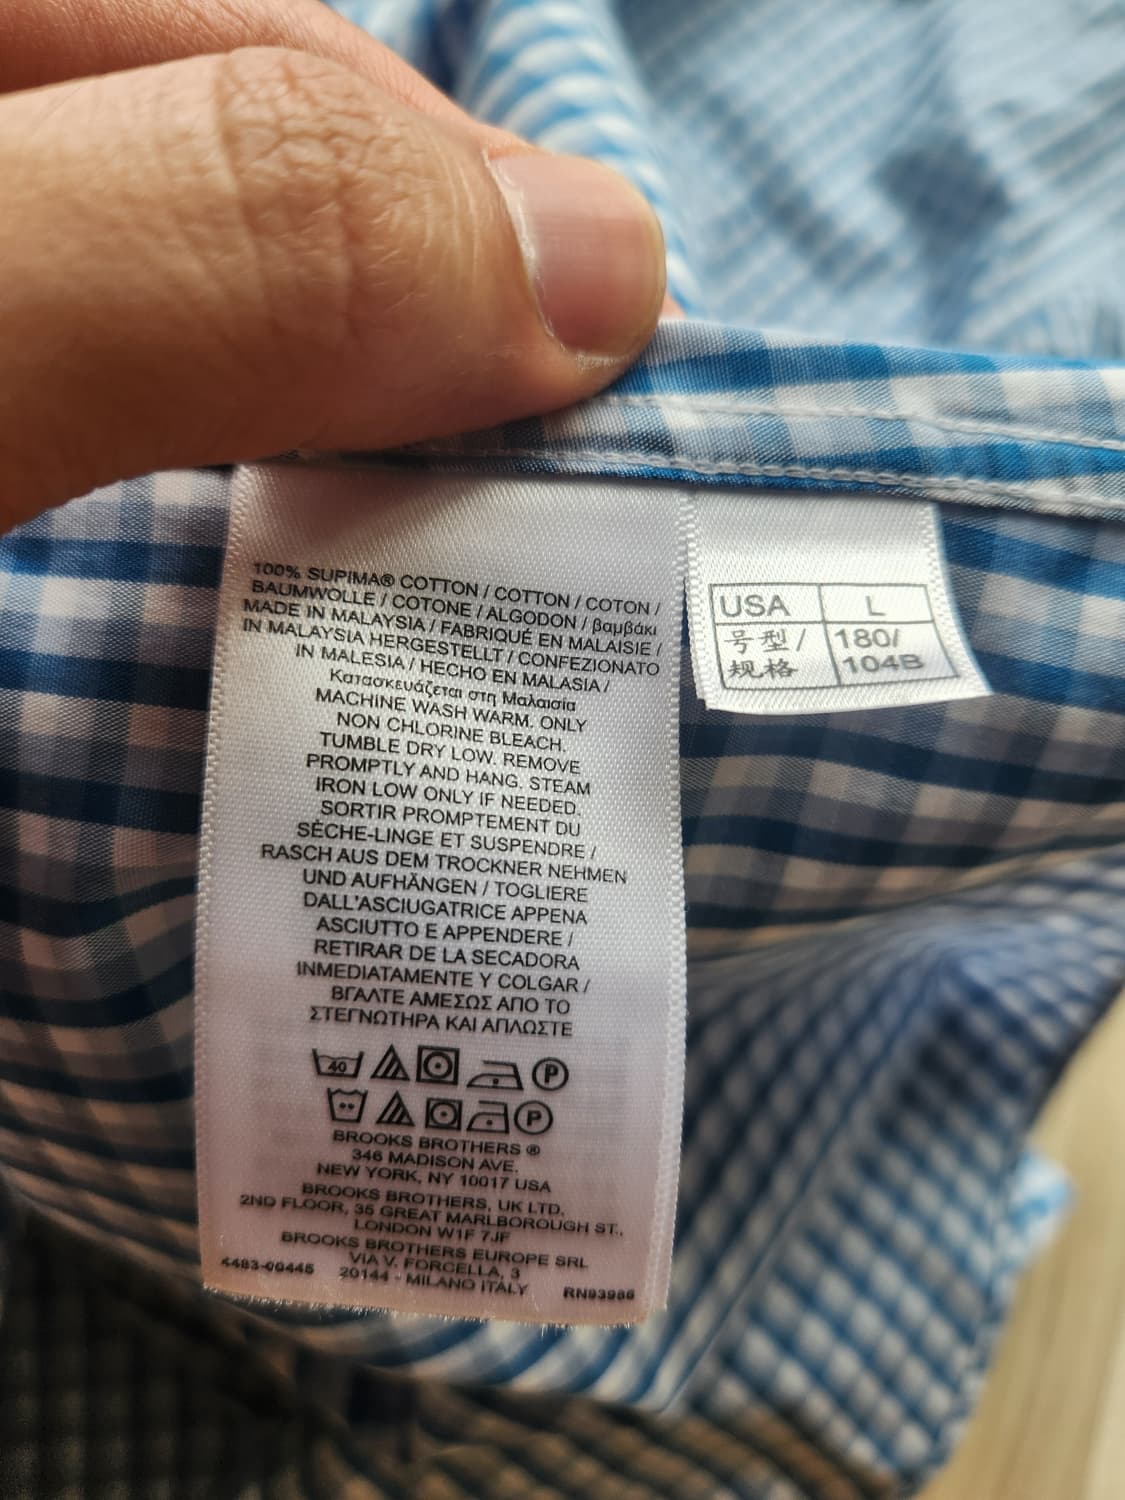 100% SUPIMA® COTTON / COTTON / COTON /
BAUMWOLLE / COTONE / ALGODON / βαμβάκι
MADE IN MALAYSIA / FABRIQUÉ EN MALAISIE /
IN MALAYSIA HERGESTELLT / CONFEZIONATO
IN MALESIA / HECHO EN MALASIA /
Κατασκευάζεται στη Μαλαισία
MACHINE WASH WARM. ONLY
NON CHLORINE BLEACH.
TUMBLE DRY LOW. REMOVE
PROMPTLY AND HANG. STEAM
IRON LOW ONLY IF NEEDED.
SORTIR PROMPTEMENT DU
SÈCHE-LINGE ET SUSPENDRE /
RASCH AUS DEM TROCKNER NEHMEN
UND AUFHÄNGEN / TOGLIERE
DALL'ASCIUGATRICE APPENA
ASCIUTTO E APPENDERE /
RETIRAR DE LA SECADORA
INMEDIATAMENTE Y COLGAR /
ΒΓΑΛΤΕ ΑΜΕΣΩΣ ΑΠΟ ΤΟ
ΣΤΕΓΝΩΤΗΡΑ ΚΑΙ ΑΠΛΩΣΤΕ
40 P
P
BROOKS BROTHERS ®
346 MADISON AVE.
NEW YORK, NY 10017 USA
BROOKS BROTHERS, UK LTD.
2ND FLOOR, 35 GREAT MARLBOROUGH ST.,
LONDON W1F 7JF
BROOKS BROTHERS EUROPE SRL
VIA V. FORCELLA, 3
4483-00445 20144 - MILANO ITALY RN93986
USA L
号型/ 180/
规格 104B